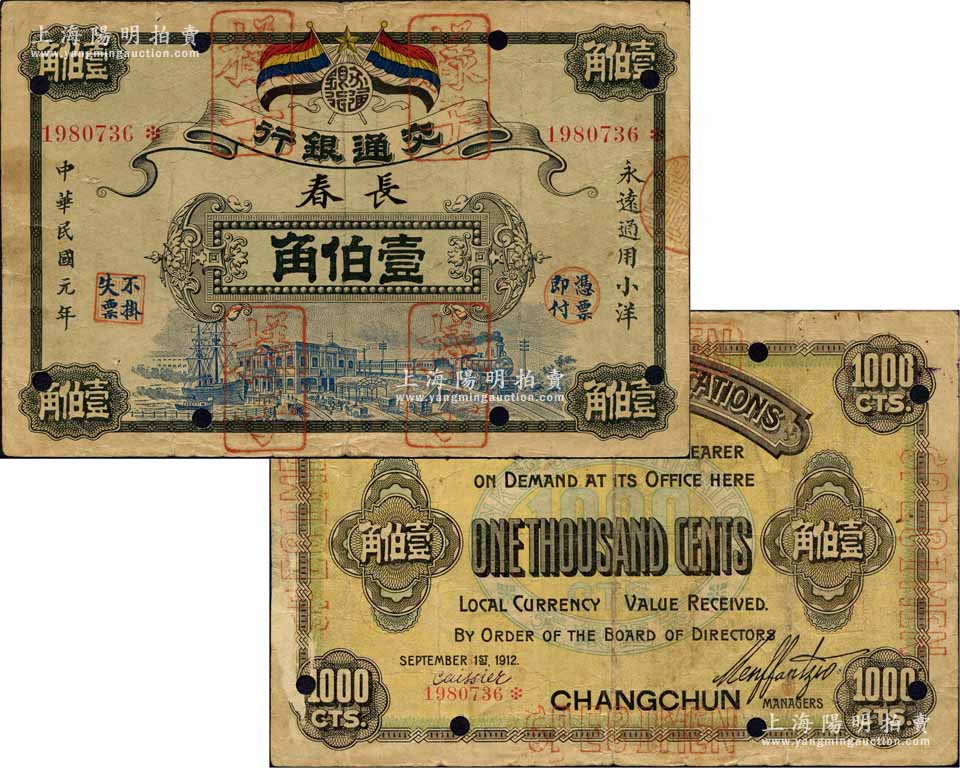 上海陽明拍賣
www.yangmingauction.com
角伯壹
角伯壹
1980736 *
1980736 *
行銀通交
春長
角伯壹
中華民國元年
永遠通用小洋
不掛
失票
憑票
即付
角伯壹
角伯壹
上海陽明拍賣
www.yangmingauction.com
SPECIMEN
1000
CTS.
CATIONS
EARER
ON DEMAND AT ITS OFFICE HERE
角伯壹
ONE THOUSAND CENTS
角伯壹
SPECIMEN
LOCAL CURRENCY VALUE RECEIVED.
BY ORDER OF THE BOARD OF DIRECTORS
SEPTEMBER 1ST, 1912.
1980736 *
CHANGCHUN
MANAGERS
1000
CTS.
1000
CTS.
SPECIMEN
上海陽明拍賣
www.yangmingauction.com